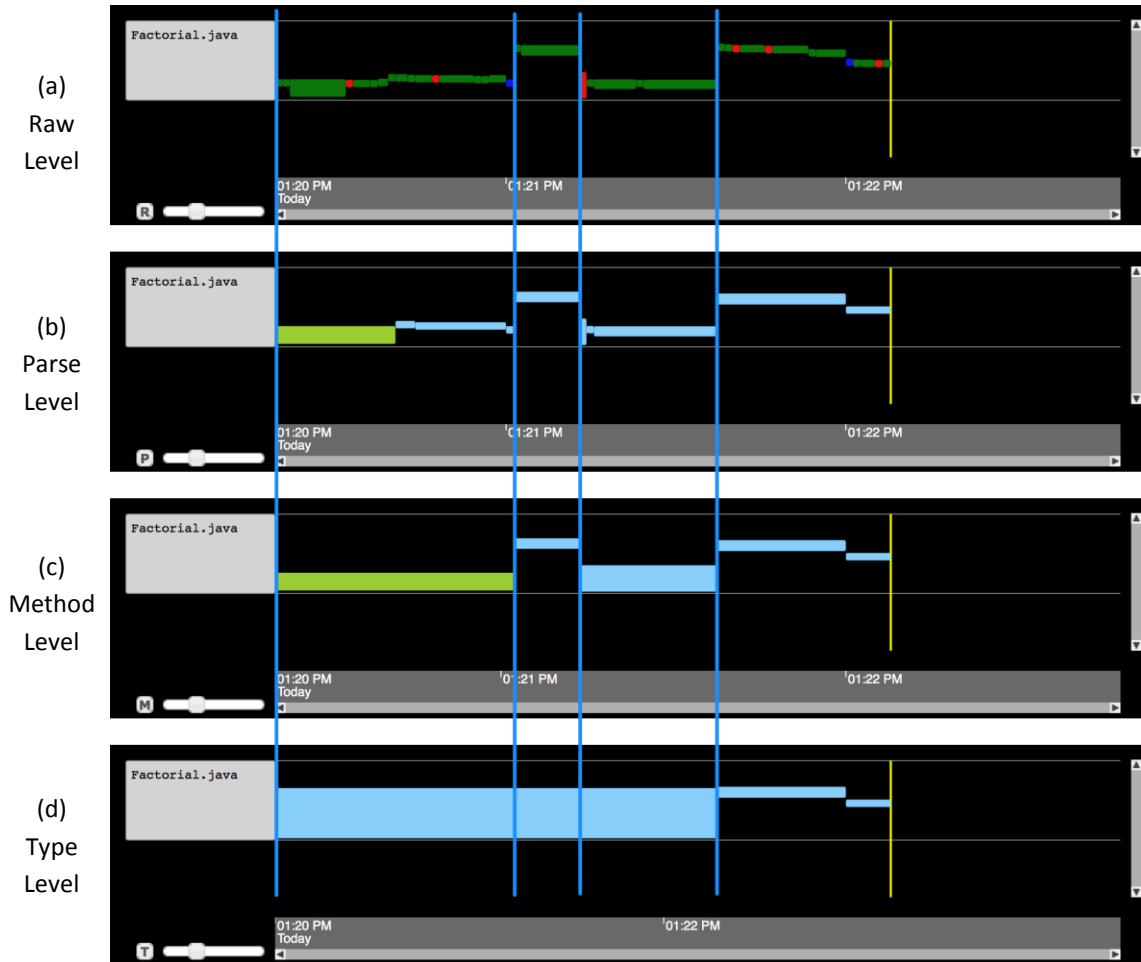 (a)
Raw
Level
Factorial.java
01:20 PM
01:21 PM
01:22 PM
Today
R
(b)
Parse
Level
Factorial.java
01:20 PM
01:21 PM
01:22 PM
Today
P
(c)
Method
Level
Factorial.java
01:20 PM
01:21 PM
01:22 PM
Today
M
(d)
Type
Level
Factorial.java
01:20 PM
01:22 PM
Today
T